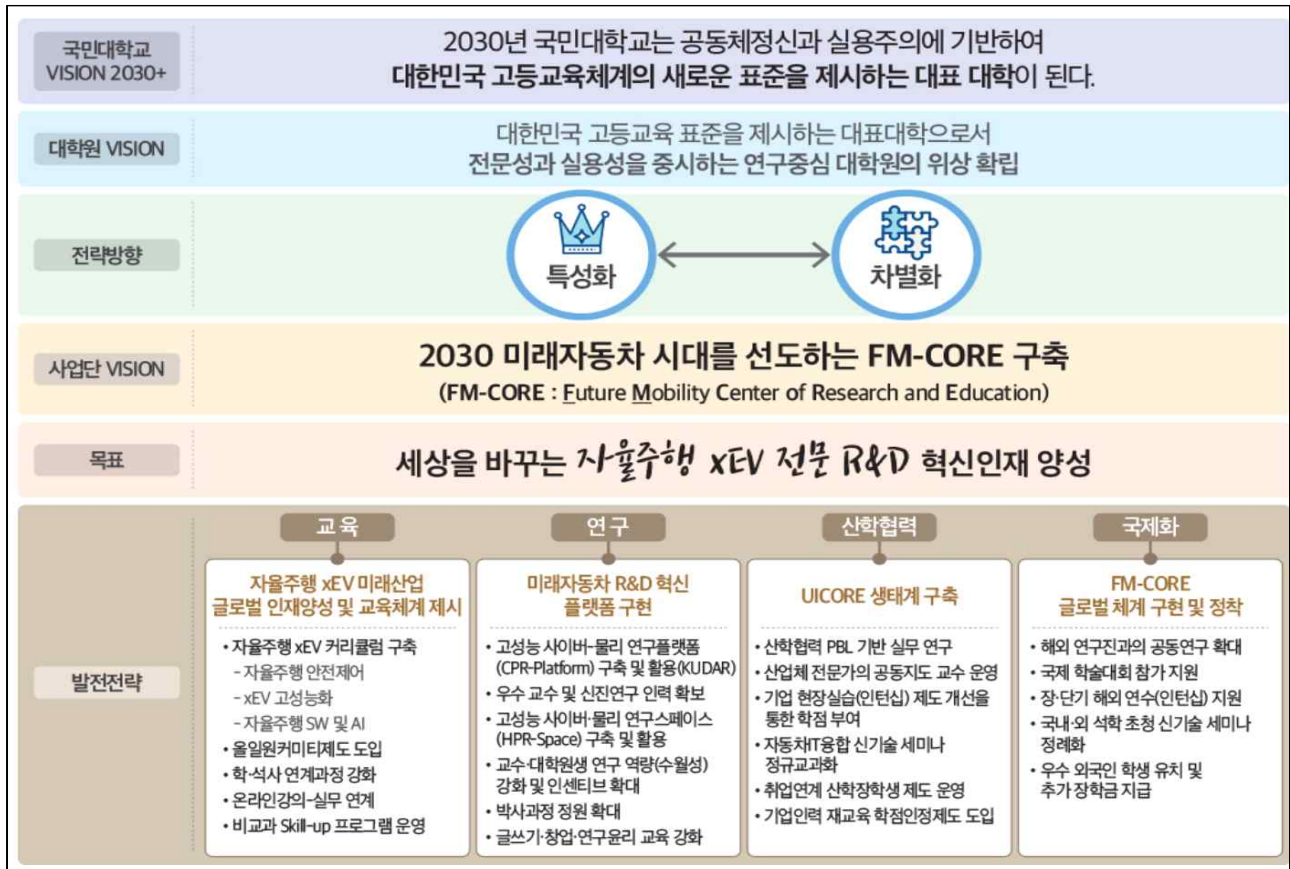 국민대학교
VISION 2030+
2030년 국민대학교는 공동체정신과 실용주의에 기반하여
대한민국 고등교육체계의 새로운 표준을 제시하는 대표 대학이 된다.
대학원 VISION
대한민국 고등교육 표준을 제시하는 대표대학으로서
전문성과 실용성을 중시하는 연구중심 대학원의 위상 확립
전략방향
특성화
차별화
사업단 VISION
2030 미래자동차 시대를 선도하는 FM-CORE 구축
(FM-CORE : Future Mobility Center of Research and Education)
목표
세상을 바꾸는 자율주행 xEV 전문 R&D 혁신인재 양성
발전전략
교육
자율주행 xEV 미래산업
글로벌 인재양성 및 교육체계 제시
• 자율주행 xEV 커리큘럼 구축
- 자율주행 안전제어
- xEV 고성능화
- 자율주행 SW 및 AI
• 올일원커미티제도 도입
• 학·석사 연계과정 강화
• 온라인강의-실무 연계
• 비교과 Skill-up 프로그램 운영
연구
미래자동차 R&D 혁신
플랫폼 구현
• 고성능 사이버-물리 연구플랫폼
(CPR-Platform) 구축 및 활용(KUDAR)
• 우수 교수 및 신진연구 인력 확보
• 고성능 사이버·물리 연구스페이스
(HPR-Space) 구축 및 활용
• 교수·대학원생 연구 역량(수월성)
강화 및 인센티브 확대
• 박사과정 정원 확대
• 글쓰기·창업·연구윤리 교육 강화
산학협력
UICORE 생태계 구축
• 산학협력 PBL 기반 실무 연구
• 산업체 전문가의 공동지도 교수 운영
• 기업 현장실습(인턴십) 제도 개선을
통한 학점 부여
• 자동차IT융합 신기술 세미나
정규교과화
• 취업연계 산학장학생 제도 운영
• 기업인력 재교육 학점인정제도 도입
국제화
FM-CORE
글로벌 체계 구현 및 정착
• 해외 연구진과의 공동연구 확대
• 국제 학술대회 참가 지원
• 장·단기 해외 연수(인턴십) 지원
• 국내·외 석학 초청 신기술 세미나
정례화
• 우수 외국인 학생 유치 및
추가 장학금 지급